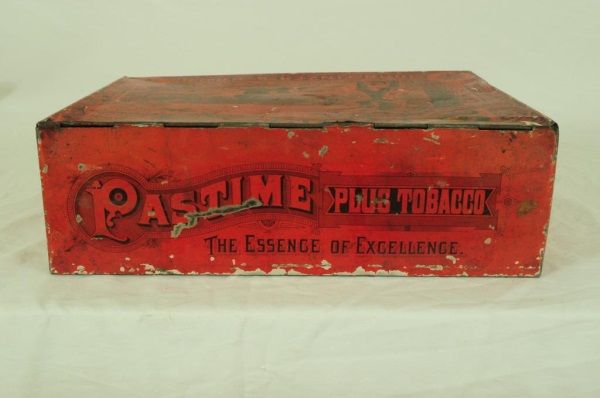 PASTIME PLUG TOBACCO
THE ESSENCE OF EXCELLENCE.